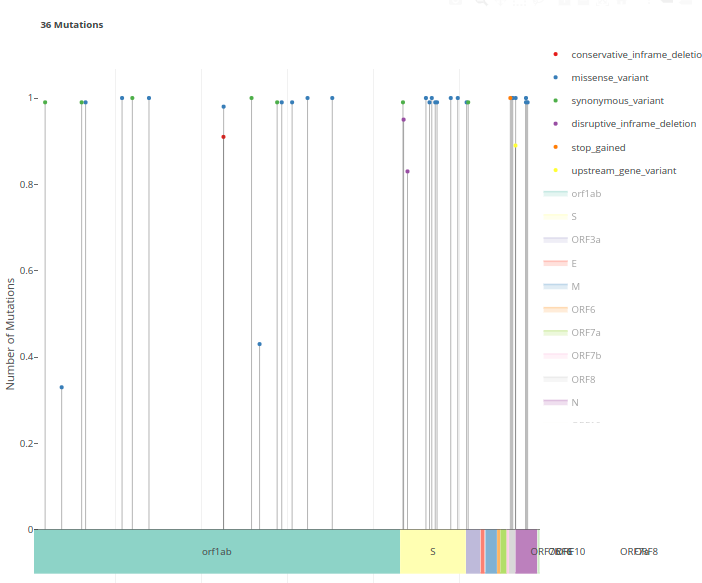 36 Mutations
conservative_inframe_deletio
missense_variant
synonymous_variant
disruptive_inframe_deletion
stop_gained
upstream_gene_variant
orf1ab
S
ORF3a
E
M
ORF6
ORF7a
ORF7b
ORF8
N
Number of Mutations
1
0.8
0.6
0.4
0.2
0
orf1ab
S